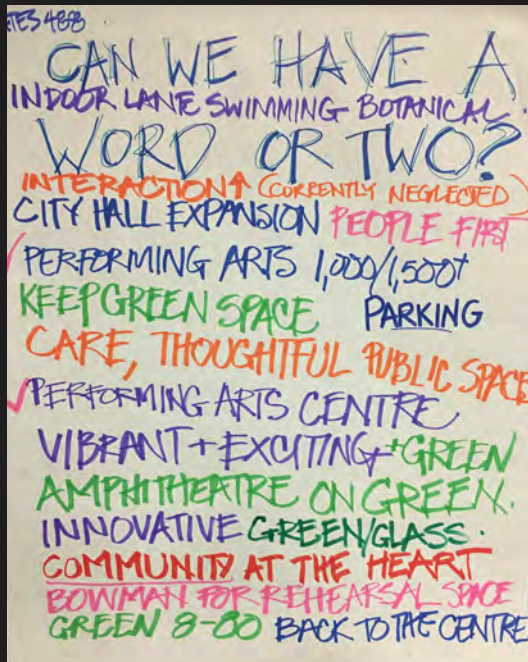 TES 488
CAN WE HAVE A
INDOOR LANE SWIMMING BOTANICAL
WORD OR TWO?
INTERACTION↑ (CURRENTLY NEGLECTED)
CITY HALL EXPANSION PEOPLE FIRST
PERFORMING ARTS 1,000/1,500+
KEEP GREEN SPACE PARKING
CARE, THOUGHTFUL PUBLIC SPACE
✓PERFORMING ARTS CENTRE
VIBRANT + EXCITING + GREEN
AMPHITHEATRE ON GREEN.
INNOVATIVE GREEN/GLASS.
COMMUNITY AT THE HEART
BOWMAN FOR REHEARSAL SPACE
GREEN 8-80 BACK TO THE CENTRE